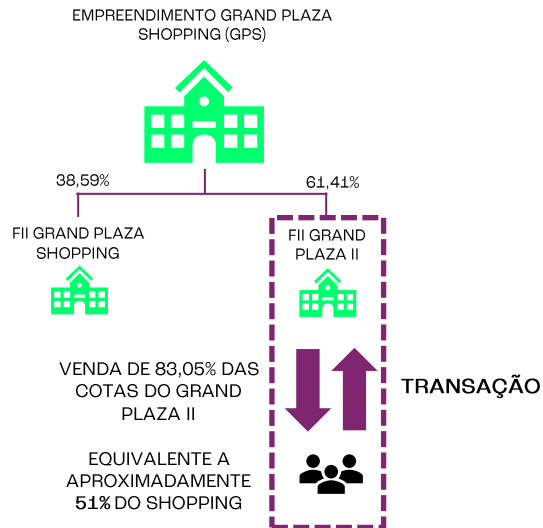 EMPREENDIMENTO GRAND PLAZA
SHOPPING (GPS)
38,59%
61,41%
FII GRAND PLAZA
SHOPPING
FII GRAND
PLAZA II
VENDA DE 83,05% DAS
COTAS DO GRAND
PLAZA II
TRANSAÇÃO
EQUIVALENTE A
APROXIMADAMENTE
51% DO SHOPPING